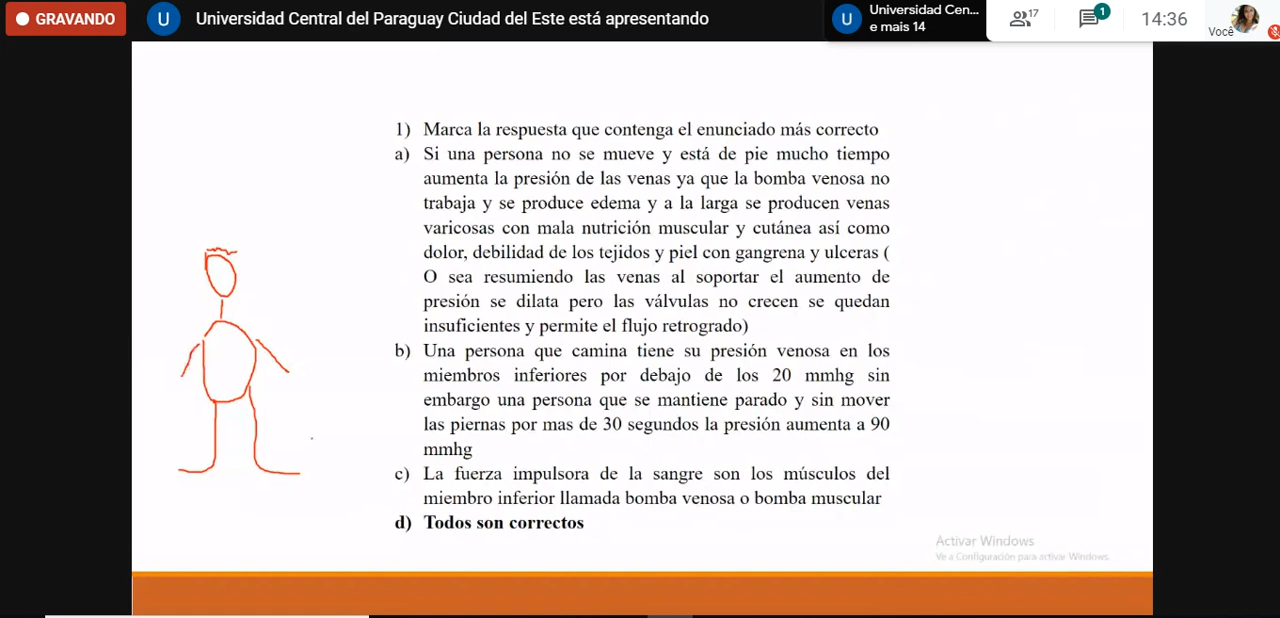 GRAVANDO
U
Universidad Central del Paraguay Ciudad del Este está apresentando
U
Universidad Cen...
e mais 14
17
1
14:36
Você
1) Marca la respuesta que contenga el enunciado más correcto
a) Si una persona no se mueve y está de pie mucho tiempo
aumenta la presión de las venas ya que la bomba venosa no
trabaja y se produce edema y a la larga se producen venas
varicosas con mala nutrición muscular y cutánea así como
dolor, debilidad de los tejidos y piel con gangrena y ulceras (
O sea resumiendo las venas al soportar el aumento de
presión se dilata pero las válvulas no crecen se quedan
insuficientes y permite el flujo retrogrado)
b) Una persona que camina tiene su presión venosa en los
miembros inferiores por debajo de los 20 mmhg sin
embargo una persona que se mantiene parado y sin mover
las piernas por mas de 30 segundos la presión aumenta a 90
mmhg
c) La fuerza impulsora de la sangre son los músculos del
miembro inferior llamada bomba venosa o bomba muscular
d) Todos son correctos
Activar Windows
Ve a Configuración para activar Windows.